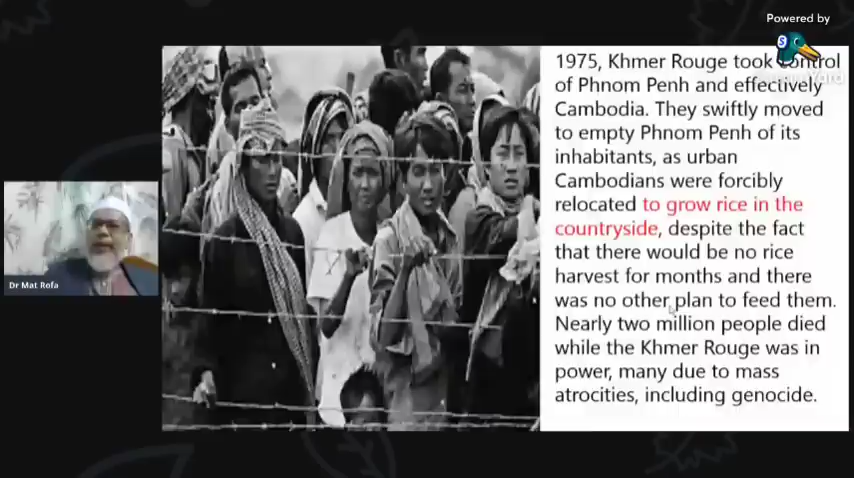 Powered by
1975, Khmer Rouge took control
of Phnom Penh and effectively
Cambodia. They swiftly moved
to empty Phnom Penh of its
inhabitants, as urban
Cambodians were forcibly
relocated to grow rice in the
countryside, despite the fact
that there would be no rice
harvest for months and there
was no other plan to feed them.
Nearly two million people died
while the Khmer Rouge was in
power, many due to mass
atrocities, including genocide.
Dr Mat Rofa